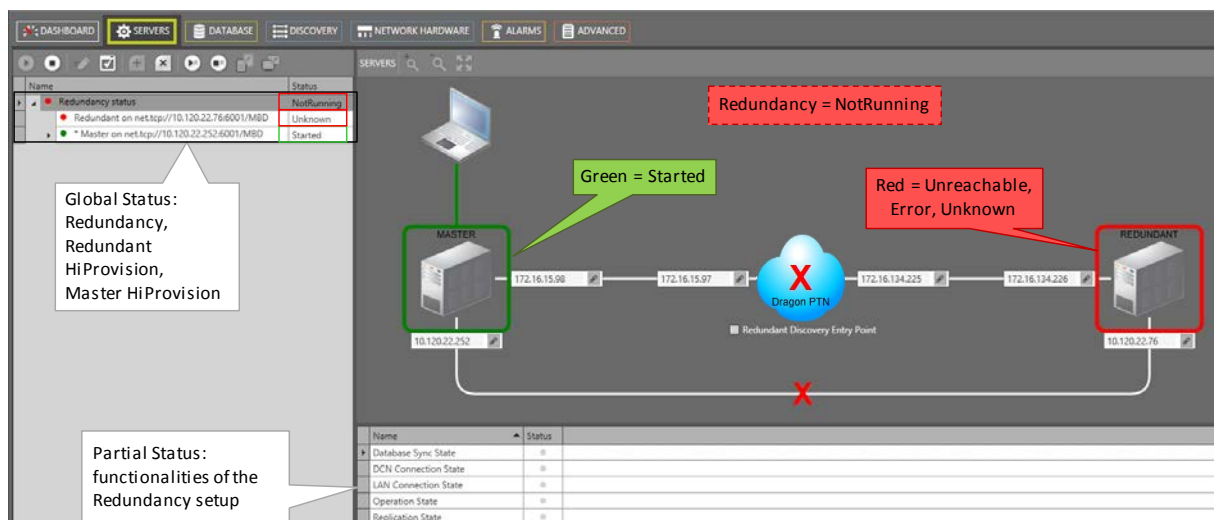 DASHBOARD SERVERS DATABASE DISCOVERY NETWORK HARDWARE ALARMS ADVANCED
SERVERS
Name Status
Redundancy status NotRunning
Redundant on net.tcp://10.120.22.76:6001/MBD Unknown
* Master on net.tcp://10.120.22.252:6001/MBD Started
Global Status:
Redundancy,
Redundant
HiProvision,
Master HiProvision
Redundancy = NotRunning
Green = Started
Red = Unreachable,
Error, Unknown
MASTER
REDUNDANT
172.16.15.98
172.16.15.97
X
Dragon PTN
172.16.134.225
172.16.134.226
Redundant Discovery Entry Point
10.120.22.252
10.120.22.76
X
Partial Status:
functionalities of the
Redundancy setup
Name Status
Database Sync State
DCN Connection State
LAN Connection State
Operation State
Replication State